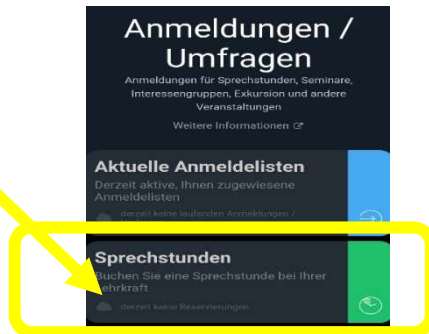 Anmeldungen /
Umfragen
Anmeldungen für Sprechstunden, Seminare,
Interessengruppen, Exkursion und andere
Veranstaltungen
Weitere Informationen
Aktuelle Anmeldelisten
Derzeit aktive, Ihnen zugewiesene
Anmeldelisten
derzeit keine laufenden Anmeldungen /
Sprechstunden
Buchen Sie eine Sprechstunde bei Ihrer
Lehrkraft
derzeit keine Reservierungen